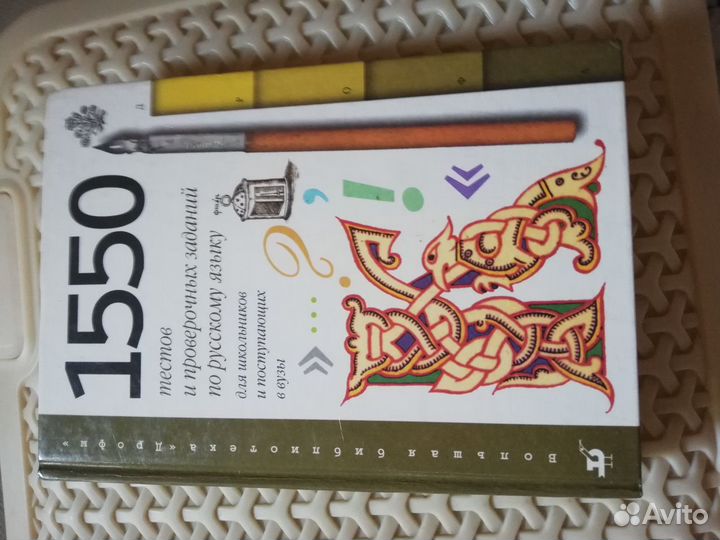 1550
тестов
и проверочных заданий
по русскому языку
для школьников
и поступающих
в вузы
Большая библиотека «Дрофы»
Д
Р
О
Ф
А
Avito